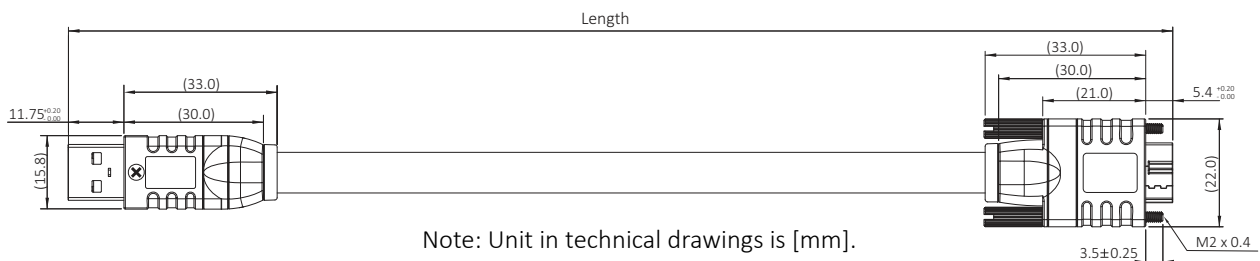 Length
(33.0)
(30.0)
(21.0)
5.4 +0.20 -0.00
(33.0)
11.75 +0.20 -0.00
(30.0)
(15.8)
(22.0)
Note: Unit in technical drawings is [mm].
3.5±0.25
M2 x 0.4